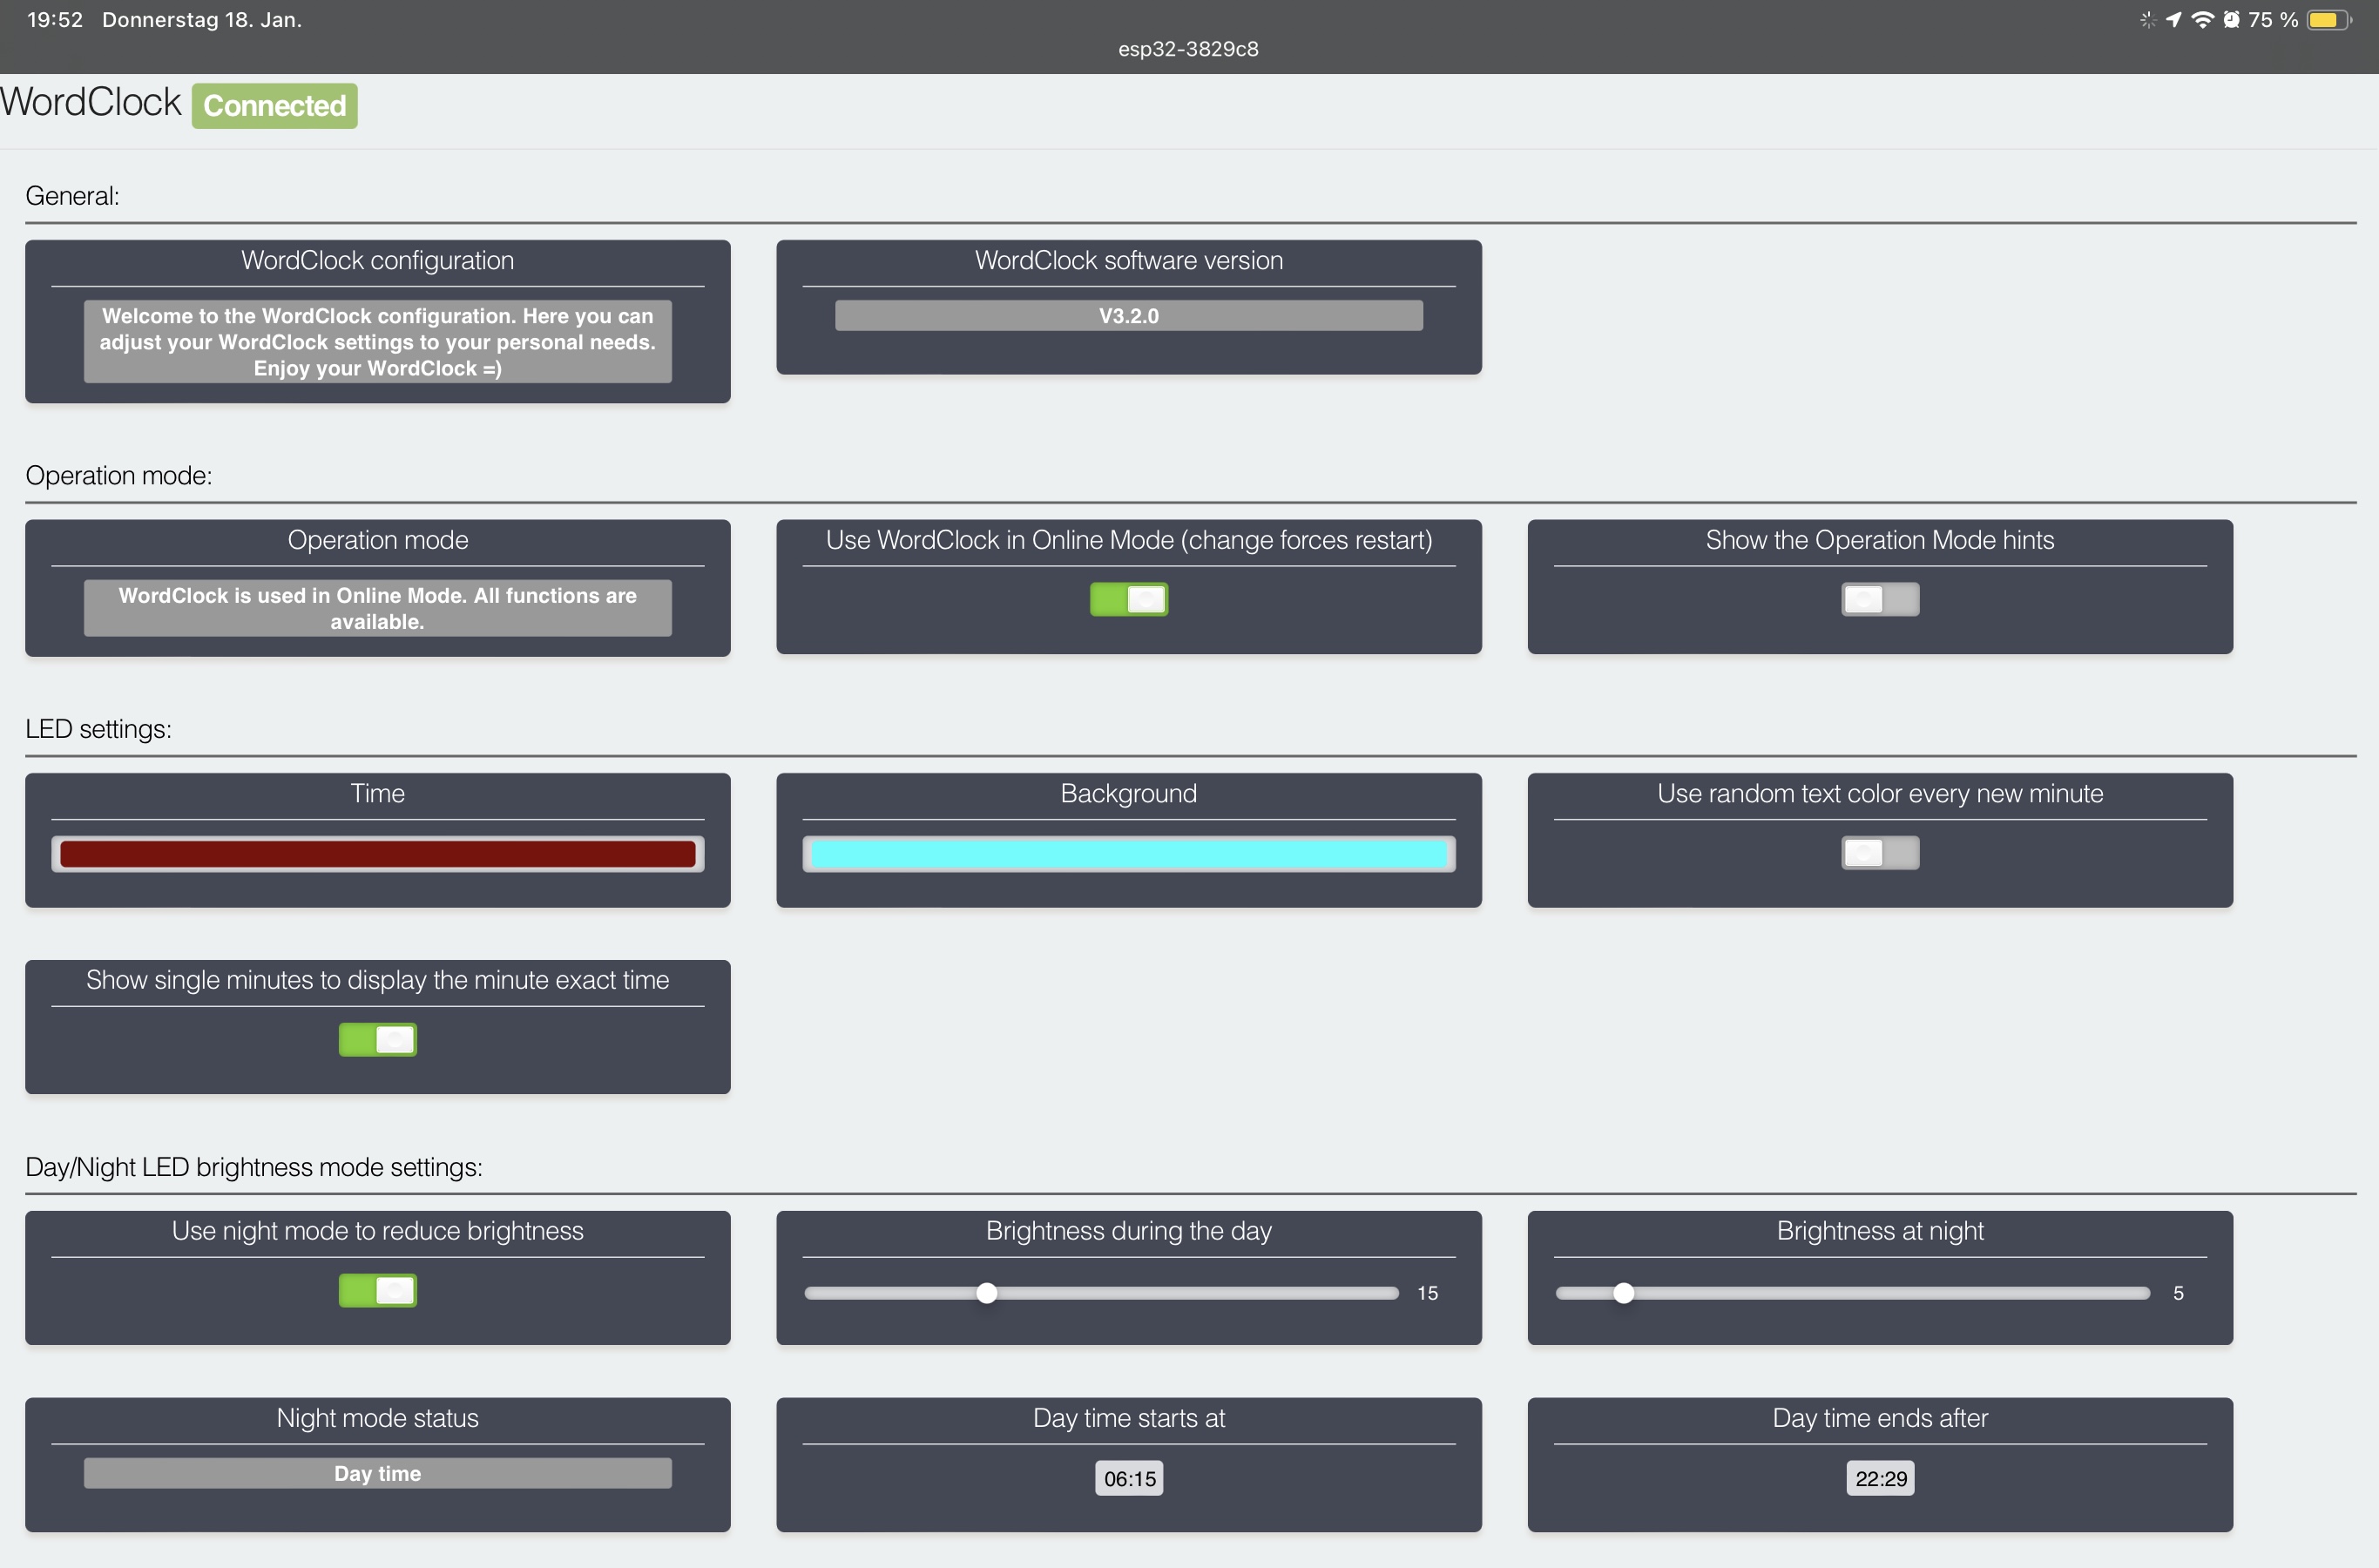 19:52 Donnerstag 18. Jan.
75 %
esp32-3829c8
WordClock Connected
General:
WordClock configuration
Welcome to the WordClock configuration. Here you can
adjust your WordClock settings to your personal needs.
Enjoy your WordClock =)
WordClock software version
V3.2.0
Operation mode:
Operation mode
WordClock is used in Online Mode. All functions are
available.
Use WordClock in Online Mode (change forces restart)
Show the Operation Mode hints
LED settings:
Time
Background
Use random text color every new minute
Show single minutes to display the minute exact time
Day/Night LED brightness mode settings:
Use night mode to reduce brightness
Brightness during the day
15
Brightness at night
5
Night mode status
Day time
Day time starts at
06:15
Day time ends after
22:29